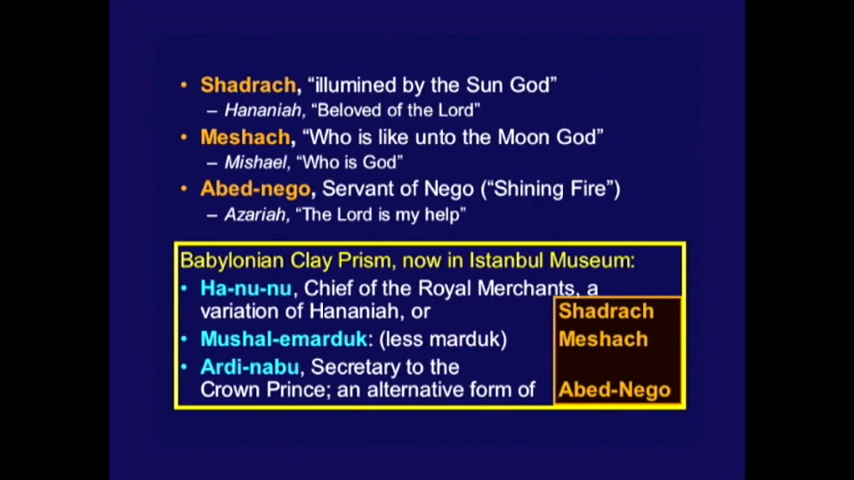 • Shadrach, “illumined by the Sun God”
– Hananiah, “Beloved of the Lord”
• Meshach, “Who is like unto the Moon God”
– Mishael, “Who is God”
• Abed-nego, Servant of Nego (“Shining Fire”)
– Azariah, “The Lord is my help”
Babylonian Clay Prism, now in Istanbul Museum:
• Ha-nu-nu, Chief of the Royal Merchants, a
variation of Hananiah, or Shadrach
• Mushal-emarduk: (less marduk) Meshach
• Ardi-nabu, Secretary to the
Crown Prince; an alternative form of Abed-Nego